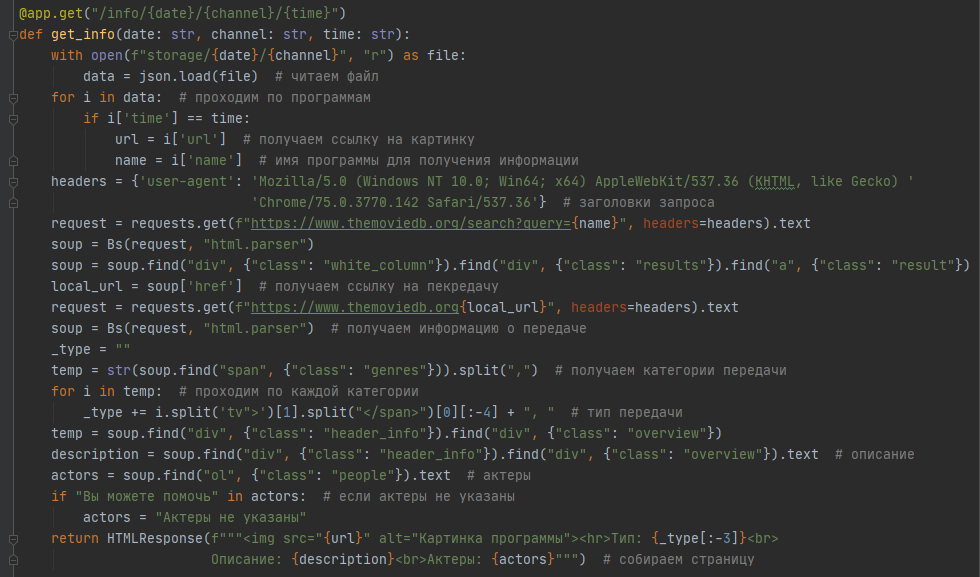 @app.get("/info/{date}/{channel}/{time}")
def get_info(date: str, channel: str, time: str):
    with open(f"storage/{date}/{channel}", "r") as file:
        data = json.load(file)  # читаем файл
    for i in data:  # проходим по программам
        if i['time'] == time:
            url = i['url']  # получаем ссылку на картинку
            name = i['name']  # имя программы для получения информации
    headers = {'user-agent': 'Mozilla/5.0 (Windows NT 10.0; Win64; x64) AppleWebKit/537.36 (KHTML, like Gecko) '
                             'Chrome/75.0.3770.142 Safari/537.36'}  # заголовки запроса
    request = requests.get(f"https://www.themoviedb.org/search?query={name}", headers=headers).text
    soup = Bs(request, "html.parser")
    soup = soup.find("div", {"class": "white_column"}).find("div", {"class": "results"}).find("a", {"class": "result"})
    local_url = soup['href']  # получаем ссылку на пекредачу
    request = requests.get(f"https://www.themoviedb.org{local_url}", headers=headers).text
    soup = Bs(request, "html.parser")  # получаем информацию о передаче
    _type = ""
    temp = str(soup.find("span", {"class": "genres"})).split(",")  # получаем категории передачи
    for i in temp:  # проходим по каждой категории
        _type += i.split('tv">')[1].split("</span>")[0][:-4] + ", "  # тип передачи
    temp = soup.find("div", {"class": "header_info"}).find("div", {"class": "overview"})
    description = soup.find("div", {"class": "header_info"}).find("div", {"class": "overview"}).text  # описание
    actors = soup.find("ol", {"class": "people"}).text  # актеры
    if "Вы можете помочь" in actors:  # если актеры не указаны
        actors = "Актеры не указаны"
    return HTMLResponse(f"""<img src="{url}" alt="Картинка программы"><hr>Тип: {_type[:-3]}<br>
                        Описание: {description}<br>Актеры: {actors}""")  # собираем страницу